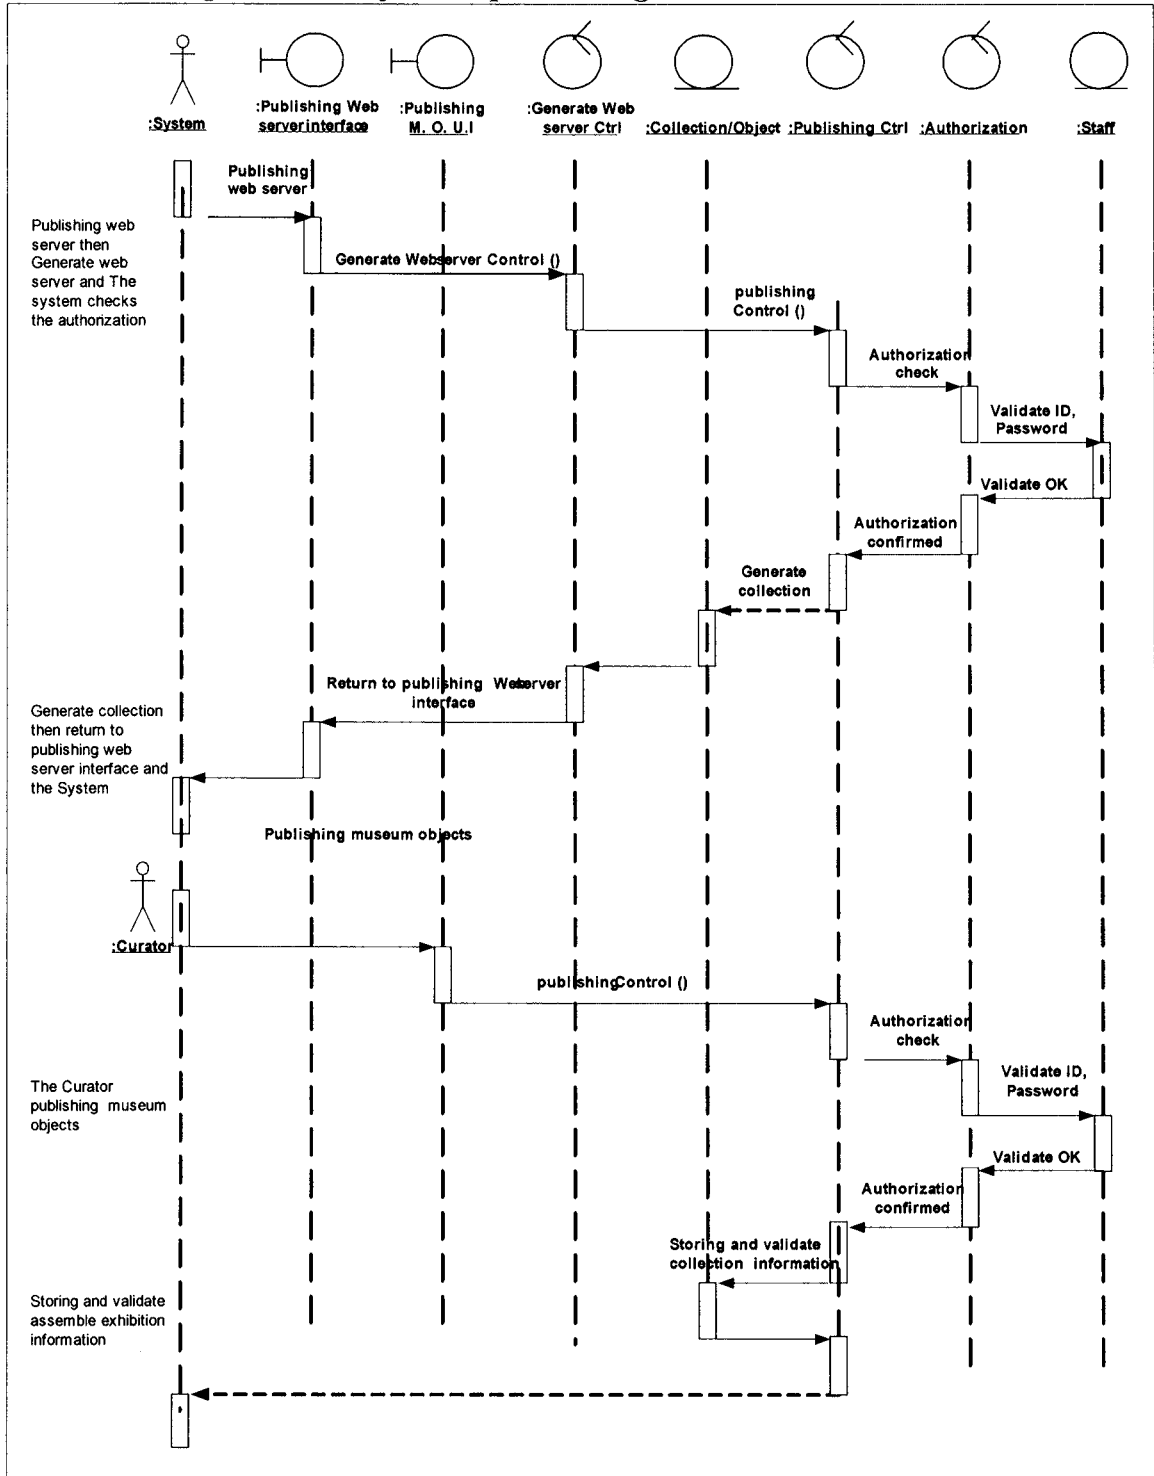 :System
:Publishing Web
serverinterface
:Publishing
M. O. U.I
:Generate Web
server Ctrl
:Collection/Object
:Publishing Ctrl
:Authorization
:Staff
Publishing
web server
Publishing web
server then
Generate web
server and The
system checks
the authorization
Generate Webserver Control ()
publishing
Control ()
Authorization
check
Validate ID,
Password
Validate OK
Authorization
confirmed
Generate
collection
Return to publishing Webserver
interface
Generate collection
then return to
publishing web
server interface and
the System
Publishing museum objects
:Curator
publishingControl ()
Authorization
check
Validate ID,
Password
The Curator
publishing museum
objects
Validate OK
Authorization
confirmed
Storing and validate
collection information
Storing and validate
assemble exhibition
information